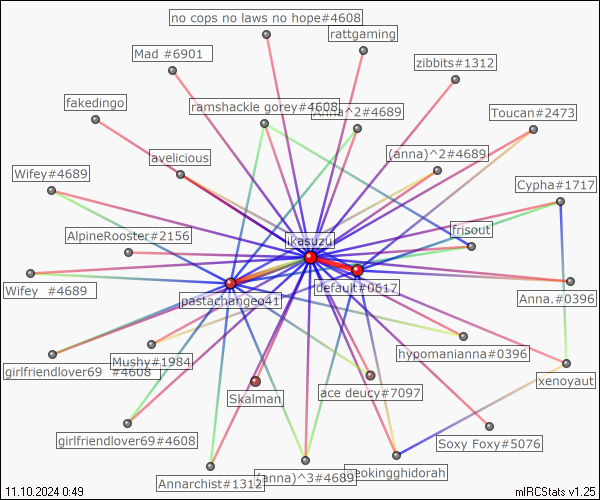 no cops no laws no hope#4608
rattgaming
Mad #6901
zibbits#1312
fakedingo
ramshackle gorey#4608
Anna^2#4689
Toucan#2473
avelicious
(anna)^2#4689
Wifey#4689
Cypha#1717
AlpineRooster#2156
ikasuzu
frisout
Wifey #4689
pastachengeo41
default#0617
Anna.#0396
girlfriendlover69 #4608
Mushy#1984
hypomanianna#0396
xenoyaut
Skalman
ace deucy#7097
girlfriendlover69#4608
Soxy Foxy#5076
Annarchist#1312
(anna)^3#4689
neokingghidorah
11.10.2024 0:49
mIRCStats v1.25